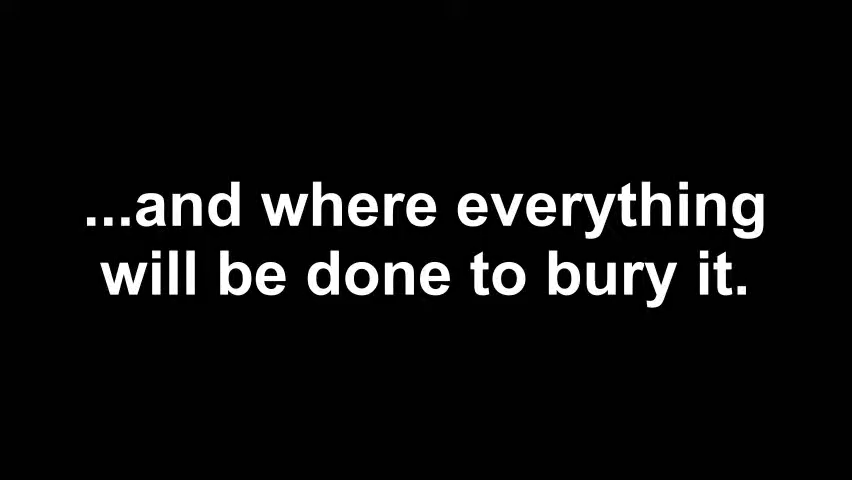 ...and where everything
will be done to bury it.